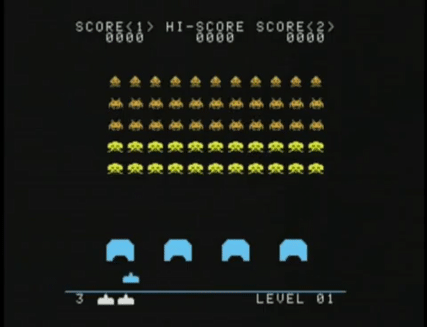 SCORE<1> HI-SCORE SCORE<2>
0000 0000 0000
3 LEVEL 01